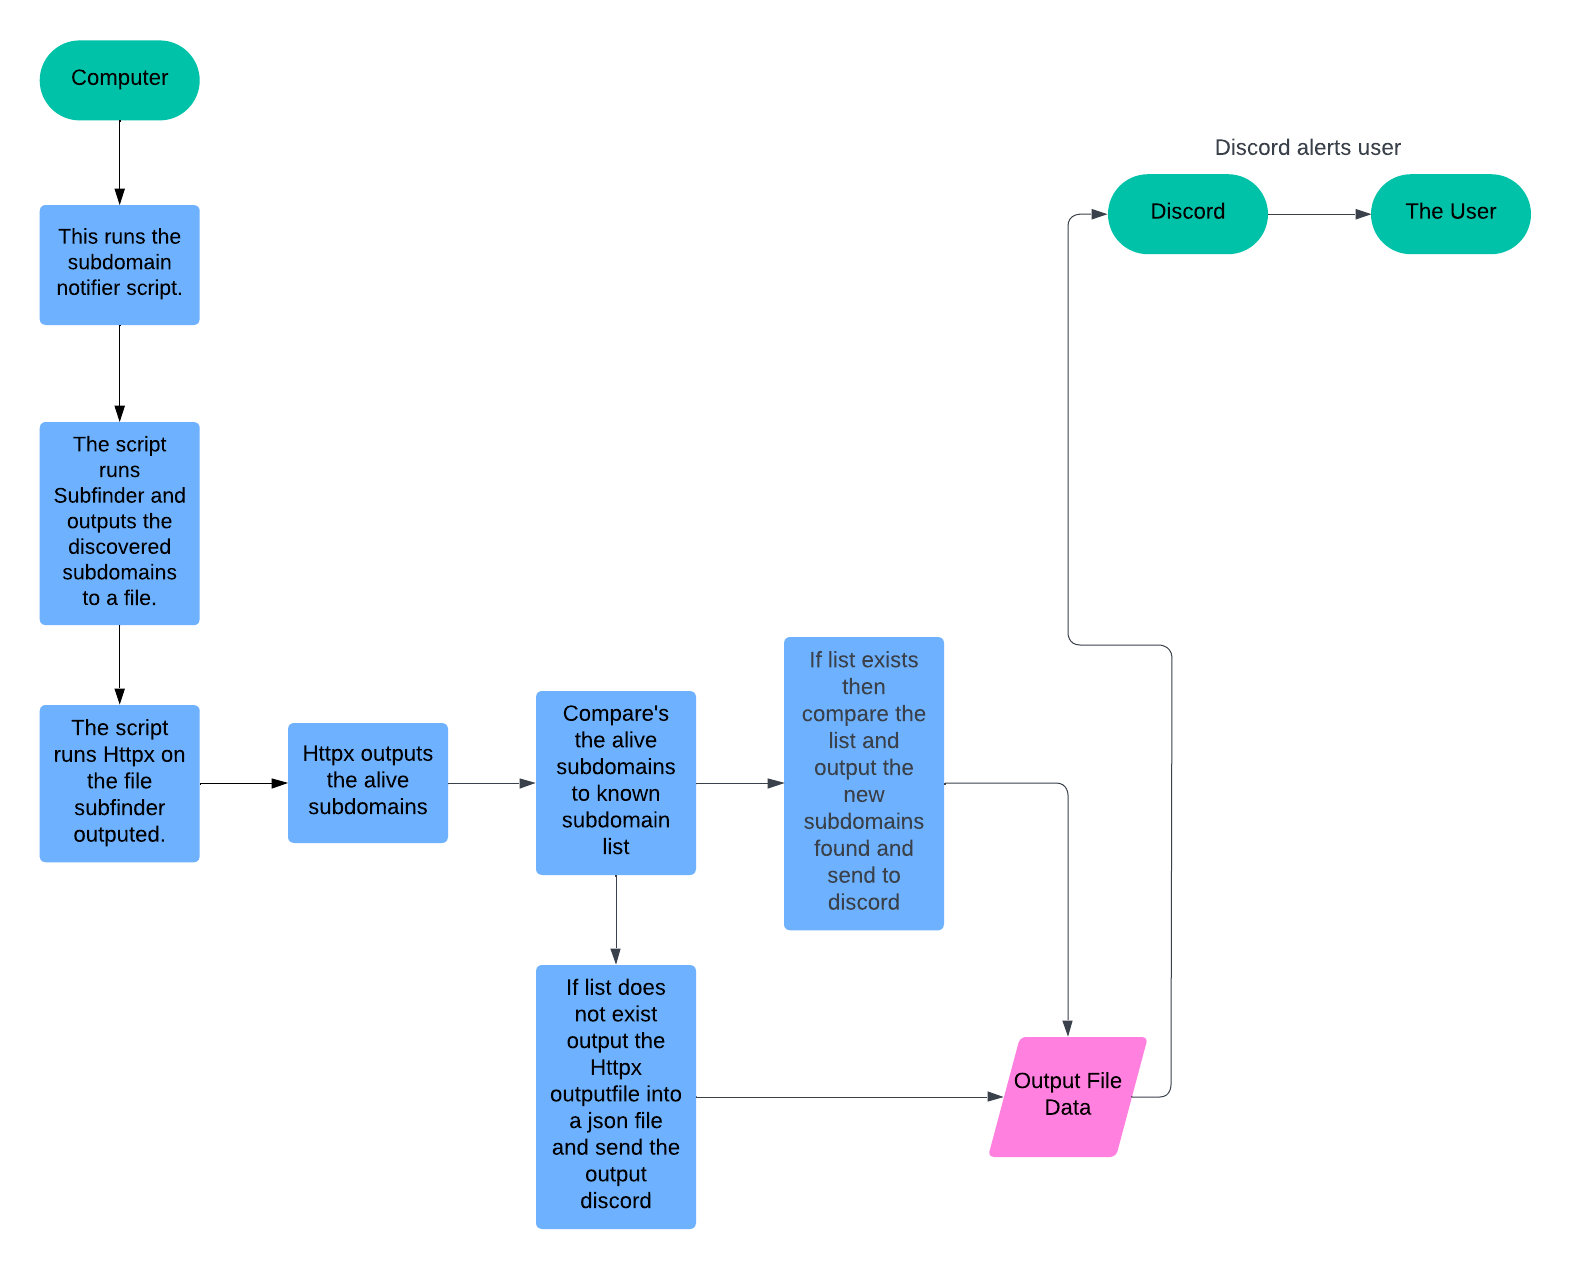 Computer
This runs the
subdomain
notifier script.
The script
runs
Subfinder and
outputs the
discovered
subdomains
to a file.
The script
runs Httpx on
the file
subfinder
outputed.
Httpx outputs
the alive
subdomains
Compare's
the alive
subdomains
to known
subdomain
list
If list exists
then
compare the
list and
output the
new
subdomains
found and
send to
discord
If list does
not exist
output the
Httpx
outputfile into
a json file
and send the
output
discord
Output File
Data
Discord alerts user
Discord
The User